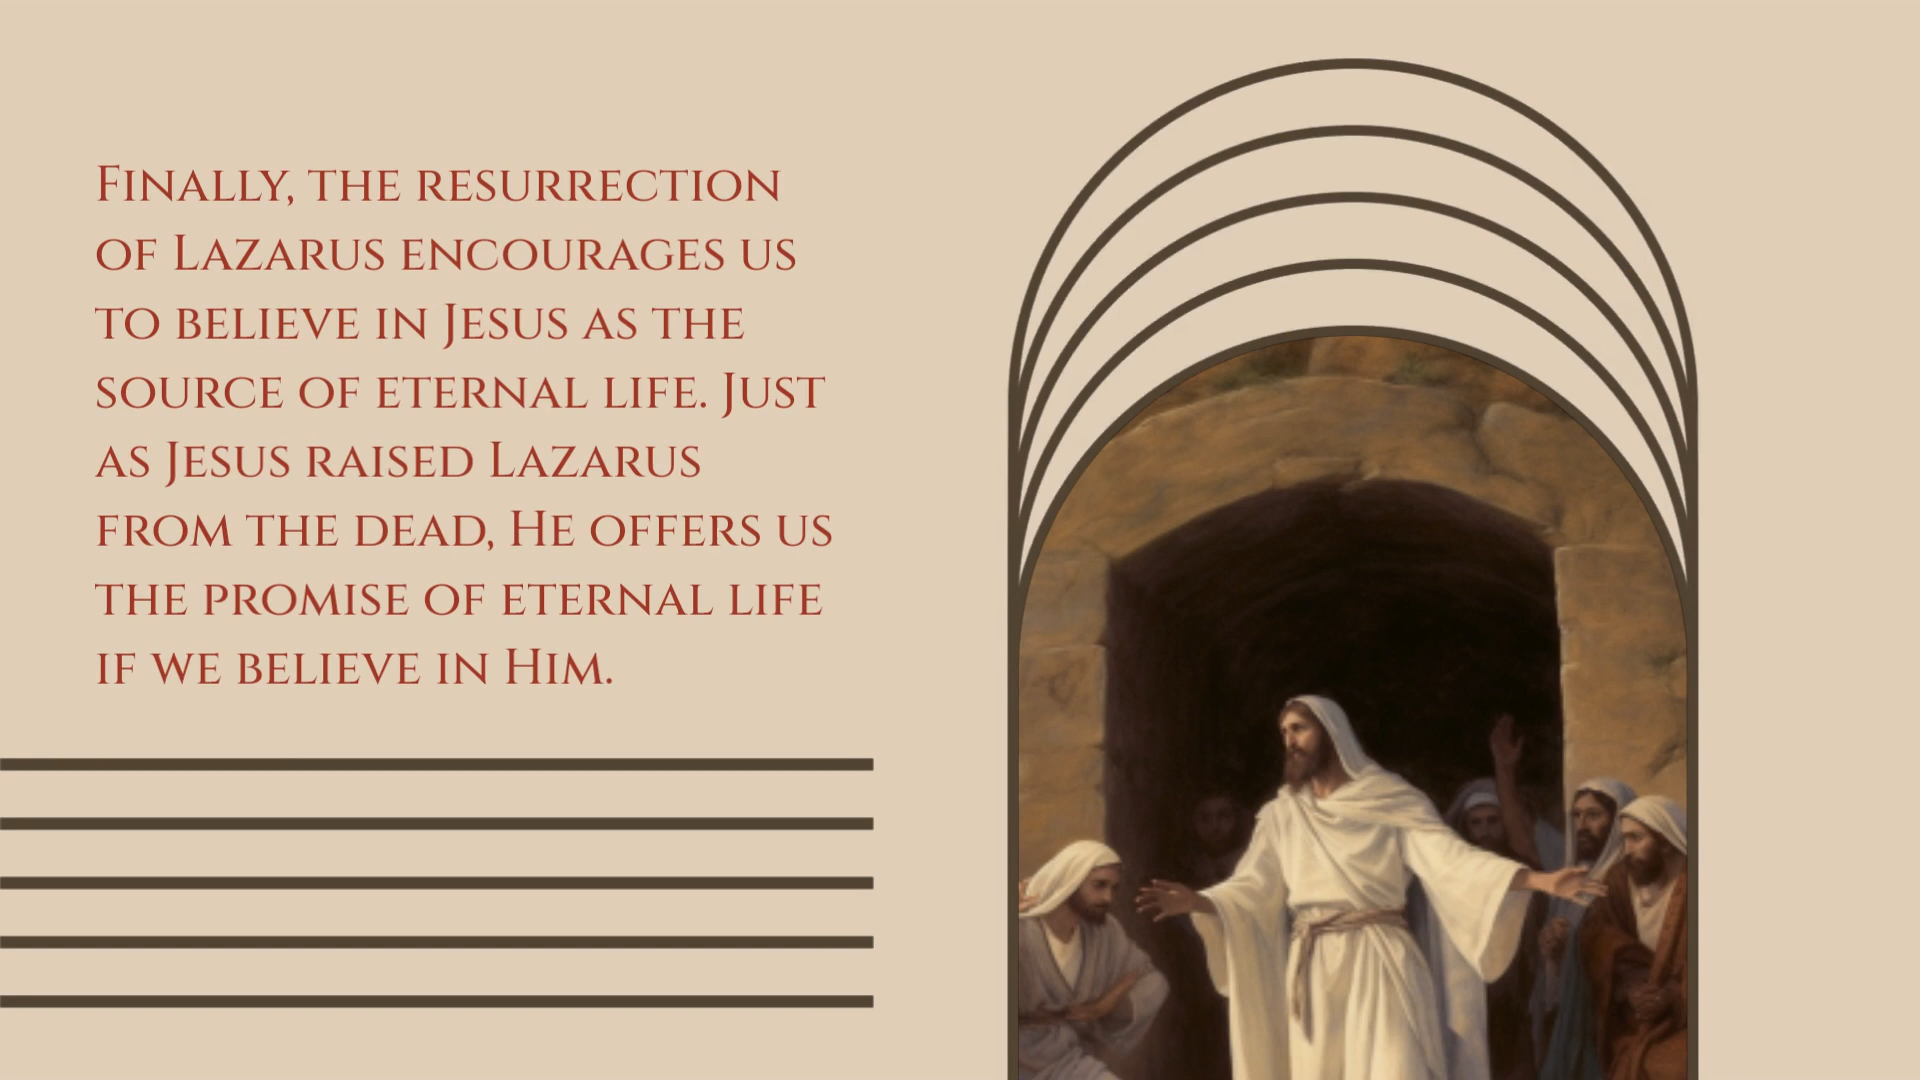 Finally, the resurrection
of Lazarus encourages us
to believe in Jesus as the
source of eternal life. Just
as Jesus raised Lazarus
from the dead, He offers us
the promise of eternal life
if we believe in Him.